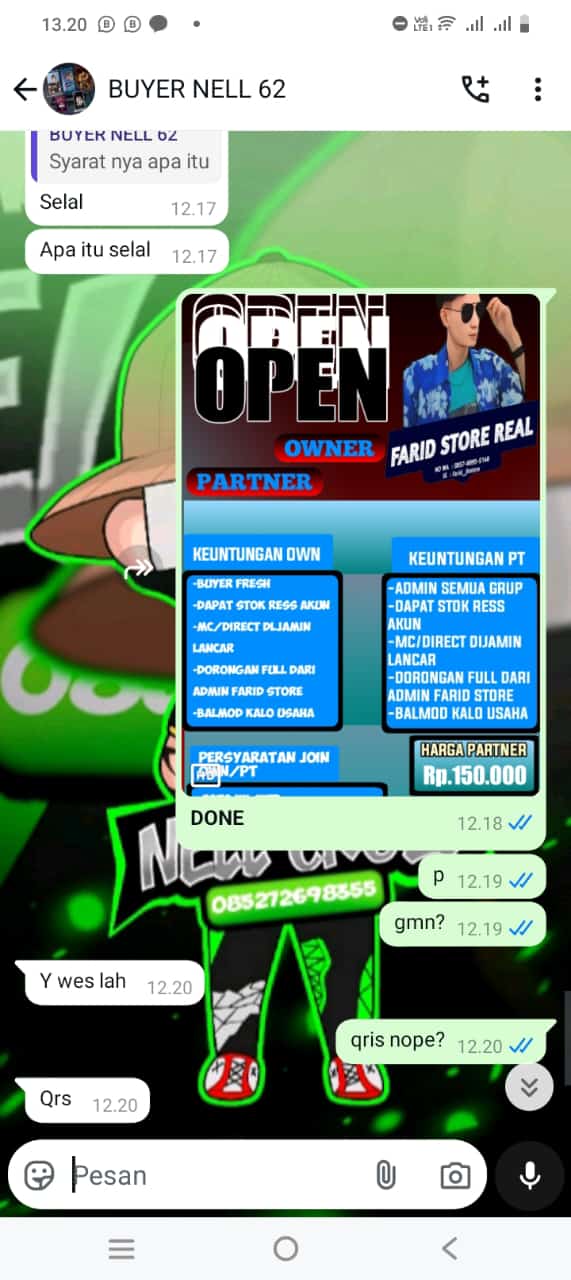 13.20
BUYER NELL 62
BUYER NELL 62
Syarat nya apa itu
Selal
12.17
Apa itu selal
12.17
OPEN
OPEN
OWNER
PARTNER
FARID STORE REAL
KEUNTUNGAN OWN
-BUYER FRESH
-DAPAT STOK RESS AKUN
-MC/DIRECT DIJAMIN
LANCAR
-DORONGAN FULL DARI
ADMIN FARID STORE
-BALMOD KALO USAHA
KEUNTUNGAN PT
-ADMIN SEMUA GRUP
-DAPAT STOK RESS
AKUN
-MC/DIRECT DIJAMIN
LANCAR
-DORONGAN FULL DARI
ADMIN FARID STORE
-BALMOD KALO USAHA
PERSYARATAN JOIN
OWN/PT
HD
HARGA PARTNER
Rp.150.000
DONE
12.18
p
12.19
gmn?
12.19
085272698355
Y wes lah
12.20
qris nope?
12.20
Qrs
12.20
Pesan